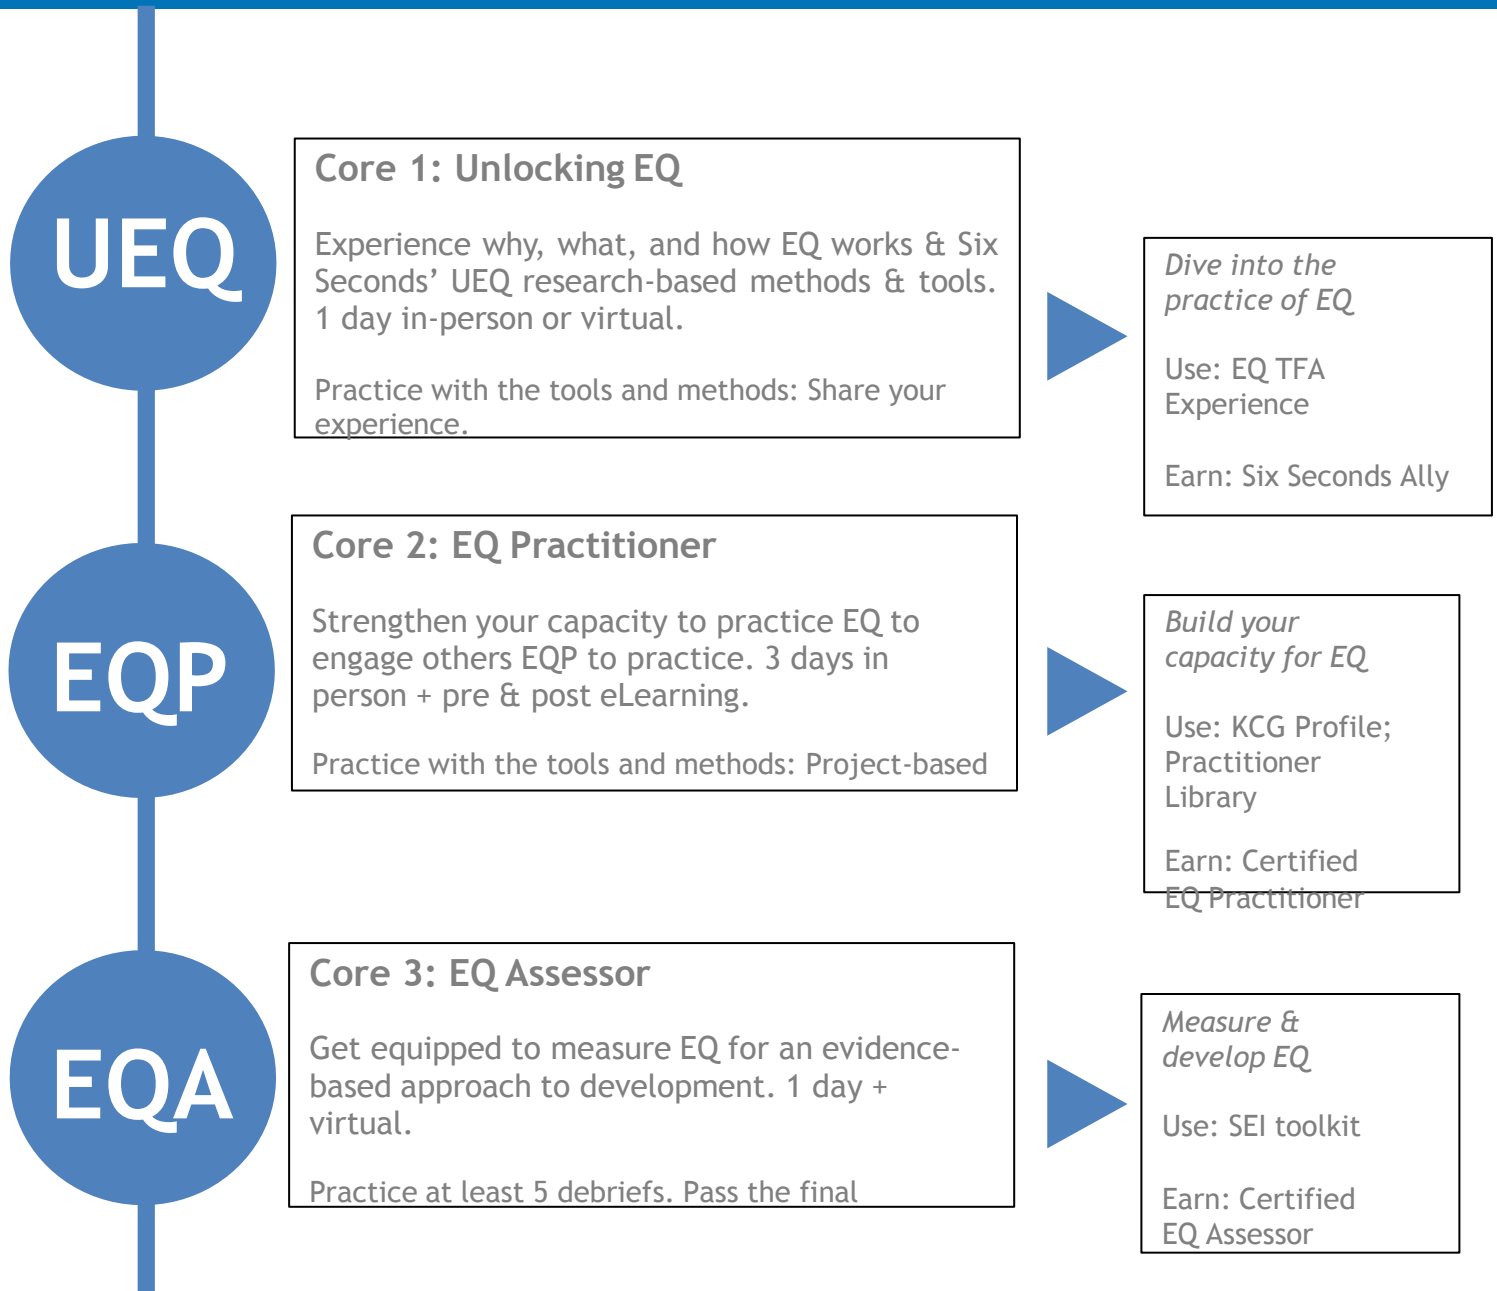 UEQ
Core 1: Unlocking EQ
Experience why, what, and how EQ works & Six
Seconds’ UEQ research-based methods & tools.
1 day in-person or virtual.
Practice with the tools and methods: Share your
experience.
Dive into the
practice of EQ
Use: EQ TFA
Experience
Earn: Six Seconds Ally
EQP
Core 2: EQ Practitioner
Strengthen your capacity to practice EQ to
engage others EQP to practice. 3 days in
person + pre & post eLearning.
Practice with the tools and methods: Project-based
Build your
capacity for EQ
Use: KCG Profile;
Practitioner
Library
Earn: Certified
EQ Practitioner
EQA
Core 3: EQ Assessor
Get equipped to measure EQ for an evidence-
based approach to development. 1 day +
virtual.
Practice at least 5 debriefs. Pass the final
Measure &
develop EQ
Use: SEI toolkit
Earn: Certified
EQ Assessor